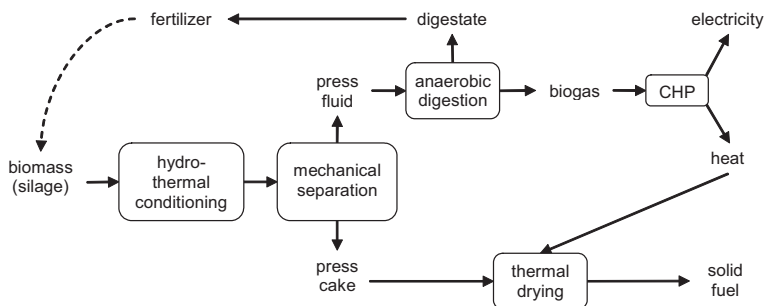 fertilizer
digestate
electricity
press
fluid
anaerobic
digestion
biogas
CHP
biomass
(silage)
hydro-
thermal
conditioning
mechanical
separation
heat
press
cake
thermal
drying
solid
fuel